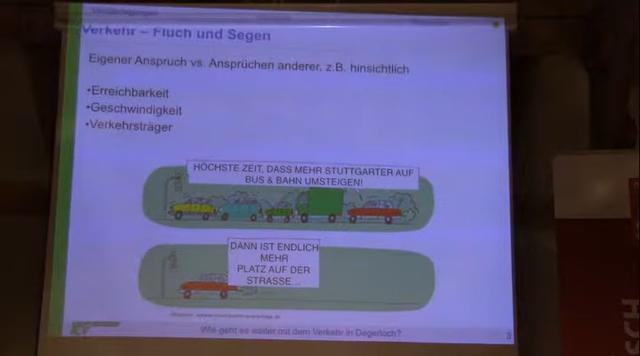 Verkehr – Fluch und Segen
Eigener Anspruch vs. Ansprüchen anderer, z.B. hinsichtlich
•Erreichbarkeit
•Geschwindigkeit
•Verkehrsträger
HÖCHSTE ZEIT, DASS MEHR STUTTGARTER AUF
BUS & BAHN UMSTEIGEN!
DANN IST ENDLICH
MEHR
PLATZ AUF DER
STRASSE...
Wie geht es weiter mit dem Verkehr in Degerloch?
3
SCH